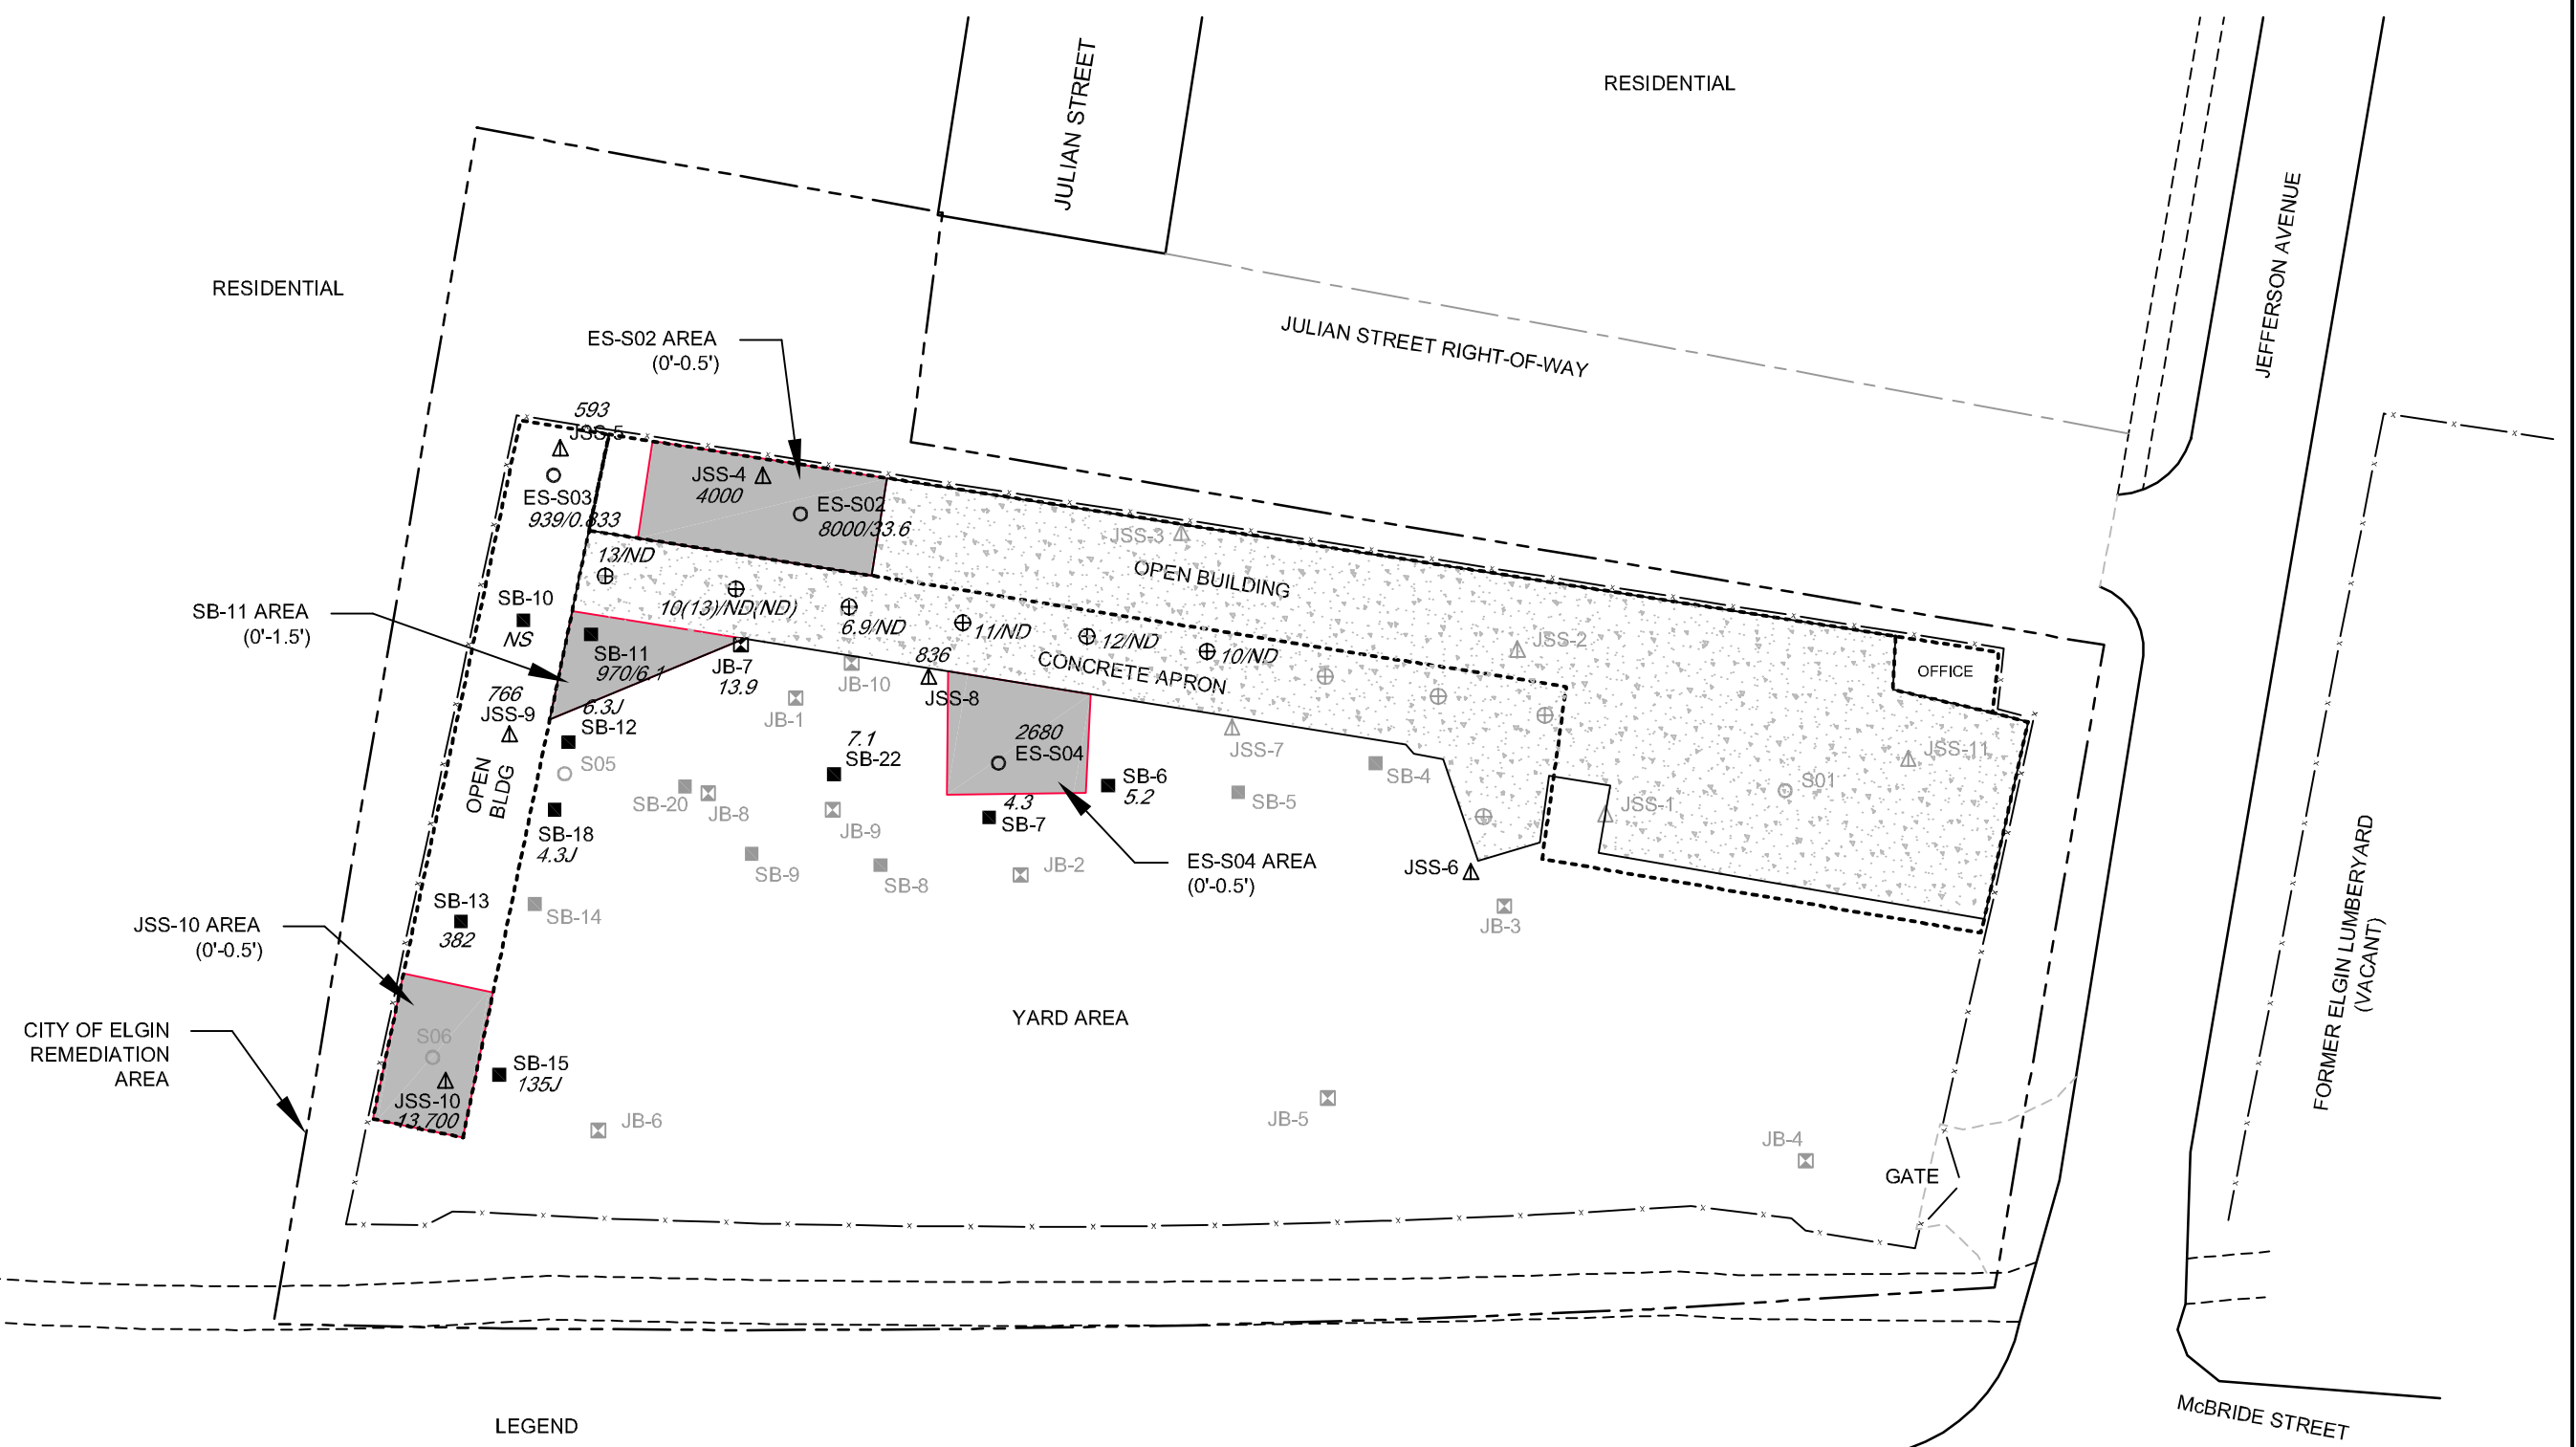 RESIDENTIAL
JULIAN STREET
JEFFERSON AVENUE
RESIDENTIAL
JULIAN STREET RIGHT-OF-WAY
ES-S02 AREA
(0'-0.5')
593
JSS-5
ES-S03
939/0.833
JSS-4
4000
ES-S02
8000/33.6
JSS-3
OPEN BUILDING
13/ND
10(13)/ND(ND)
6.9/ND
11/ND
12/ND
10/ND
CONCRETE APRON
JSS-2
OFFICE
SB-10
NS
SB-11 AREA
(0'-1.5')
SB-11
970/6.1
JB-7
13.9
JB-10
836
JSS-8
JB-1
766
JSS-9
6.3J
SB-12
S05
OPEN
BLDG
7.1
SB-22
2680
ES-S04
SB-6
5.2
JSS-7
SB-5
SB-4
JSS-11
S01
JSS-1
SB-20
JB-8
JB-9
4.3
SB-7
SB-18
4.3J
SB-9
SB-8
JB-2
ES-S04 AREA
(0'-0.5')
JSS-6
JB-3
SB-13
382
SB-14
JSS-10 AREA
(0'-0.5')
FORMER ELGIN LUMBERYARD
(VACANT)
YARD AREA
CITY OF ELGIN
REMEDIATION
AREA
S06
JSS-10
13,700
SB-15
135J
JB-6
JB-5
JB-4
GATE
LEGEND
McBRIDE STREET